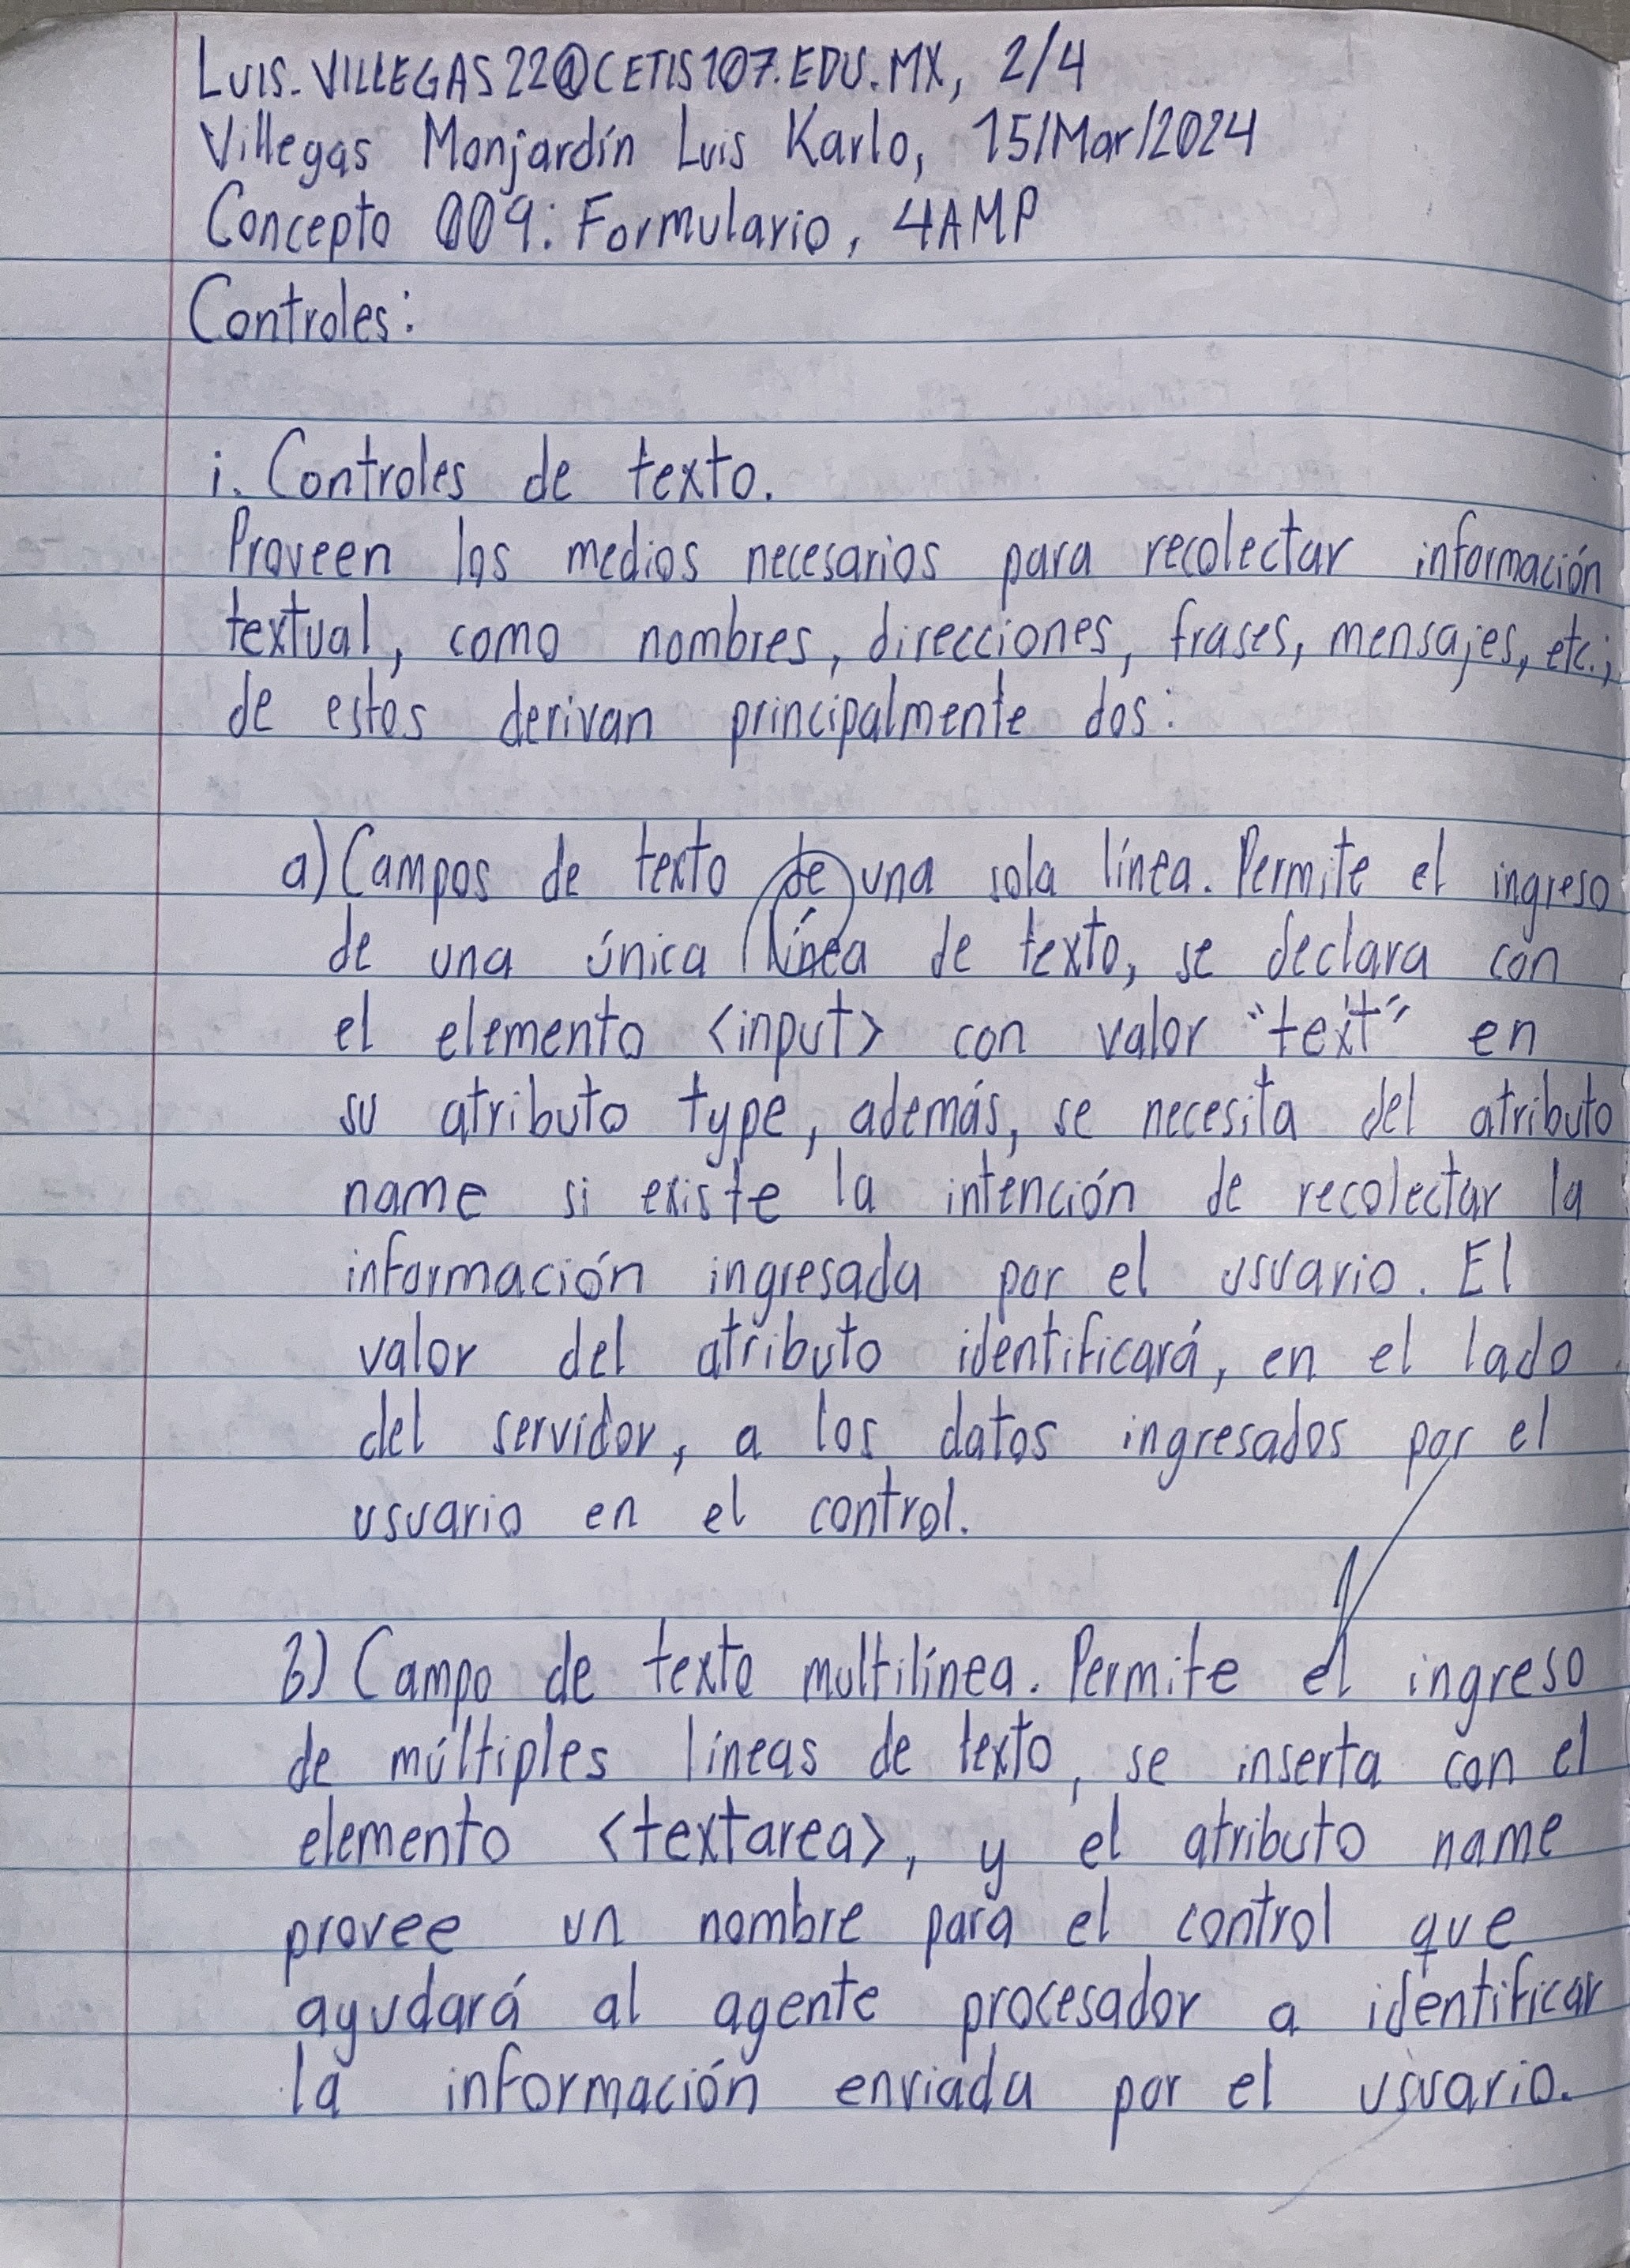 LUIS.VILLEGAS22@CETIS107.EDU.MX, 2/4
Villegas Monjardín Luis Karlo, 15/Mar/2024
Concepto 009: Formulario, 4AMP
Controles:
i. Controles de texto.
Proveen los medios necesarios para recolectar información
textual, como nombres, direcciones, frases, mensajes, etc.;
de estos derivan principalmente dos:
a) Campos de texto de una sola línea. Permite el ingreso
de una única línea de texto, se declara con
el elemento <input> con valor "text" en
su atributo type, además, se necesita del atributo
name si existe la intención de recolectar la
información ingresada por el usuario. El
valor del atributo identificará, en el lado
del servidor, a los datos ingresados por el
usuario en el control.
b) Campo de texto multilínea. Permite el ingreso
de múltiples líneas de texto, se inserta con el
elemento <textarea>, y el atributo name
provee un nombre para el control que
ayudará al agente procesador a identificar
la información enviada por el usuario.